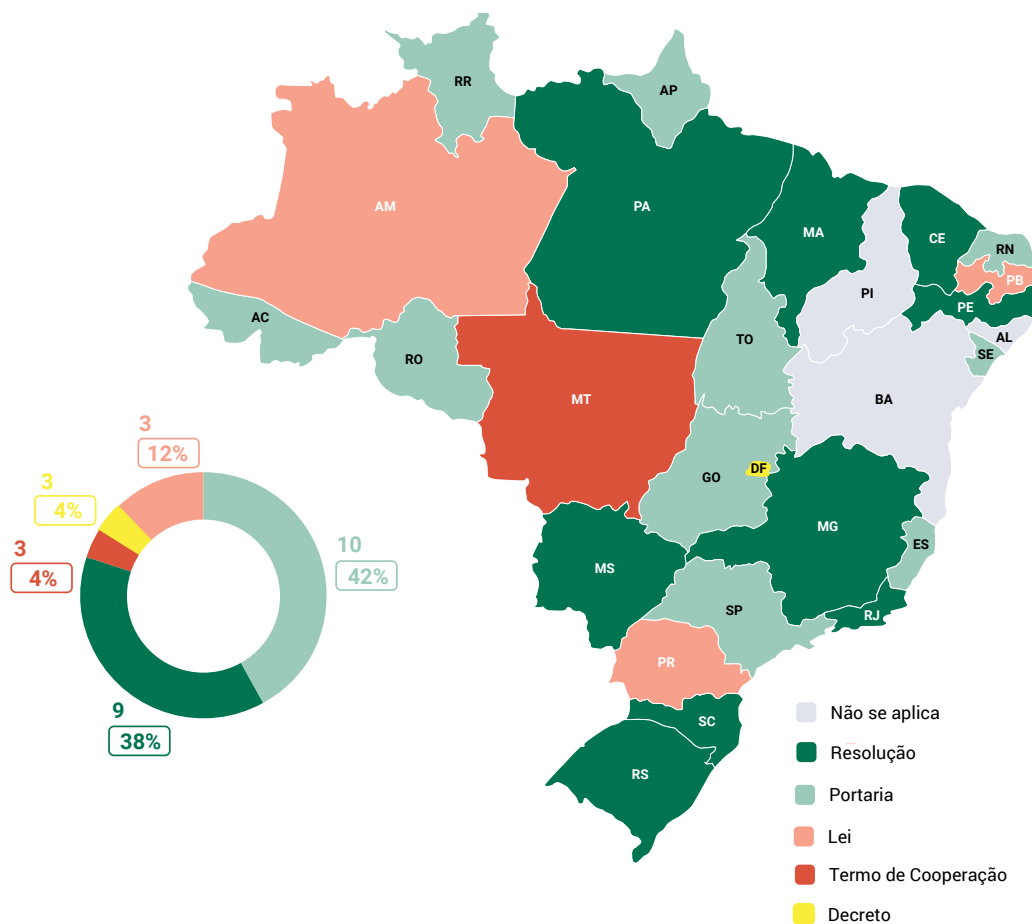 RR
AP
AM
PA
MA
CE
RN
PB
PI
PE
AL
SE
AC
RO
TO
BA
MT
GO
DF
MG
ES
MS
SP
RJ
PR
SC
RS
3
12%
3
4%
3
4%
10
42%
9
38%
Não se aplica
Resolução
Portaria
Lei
Termo de Cooperação
Decreto